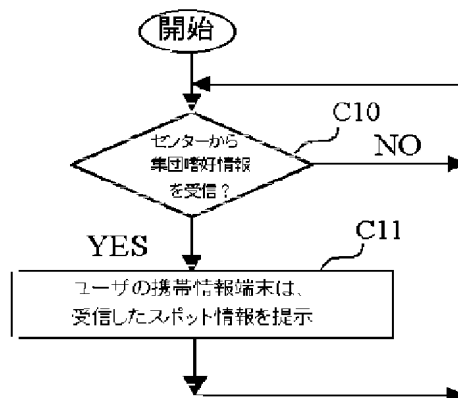 開始
C10
センターから
集団嗜好情報
を受信？
NO
YES
C11
ユーザの携帯情報端末は、
受信したスポット情報を提示